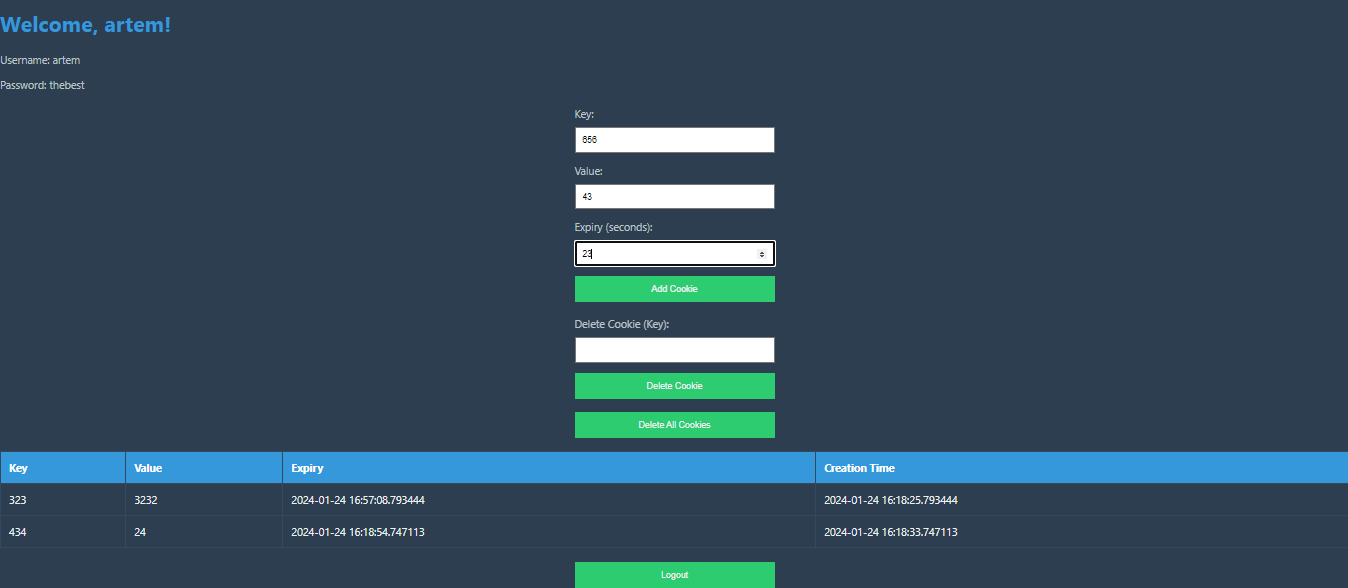 Welcome, artem!
Username: artem
Password: thebest
Key:
656
Value:
43
Expiry (seconds):
23
Add Cookie
Delete Cookie (Key):
Delete Cookie
Delete All Cookies
Key Value Expiry Creation Time
323 3232 2024-01-24 16:57:08.793444 2024-01-24 16:18:25.793444
434 24 2024-01-24 16:18:54.747113 2024-01-24 16:18:33.747113
Logout